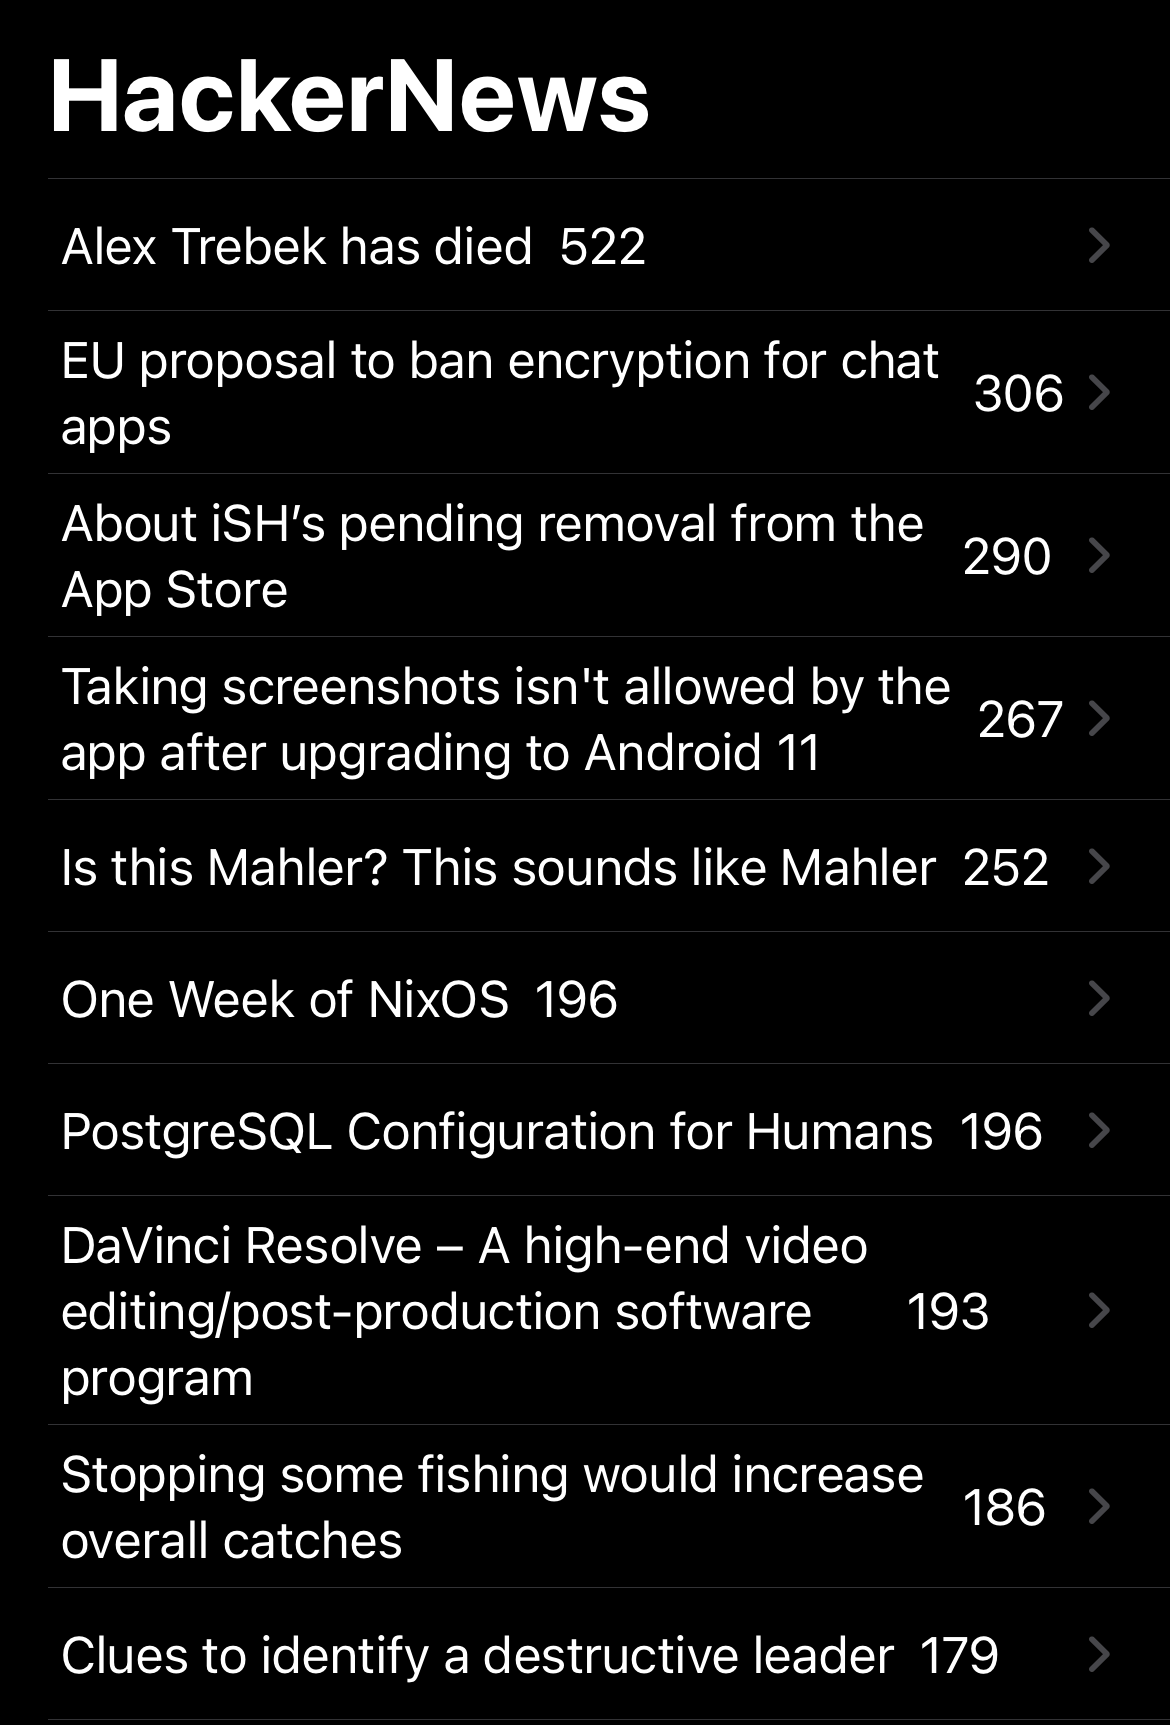 HackerNews
Alex Trebek has died 522
EU proposal to ban encryption for chat
apps
306
About iSH’s pending removal from the
App Store
290
Taking screenshots isn't allowed by the
app after upgrading to Android 11
267
Is this Mahler? This sounds like Mahler 252
One Week of NixOS 196
PostgreSQL Configuration for Humans 196
DaVinci Resolve – A high-end video
editing/post-production software
program
193
Stopping some fishing would increase
overall catches
186
Clues to identify a destructive leader 179